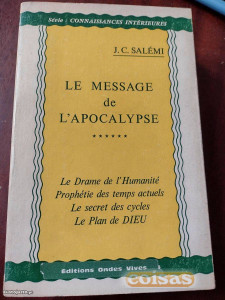 Série : CONNAISSANCES INTÉRIEURES
J. C. SALÉMI
LE MESSAGE
de
L'APOCALYPSE
******
Le Drame de l'Humanité
Prophétie des temps actuels
Le secret des cycles
Le Plan de DIEU
Editions Ondes Vives
coisas